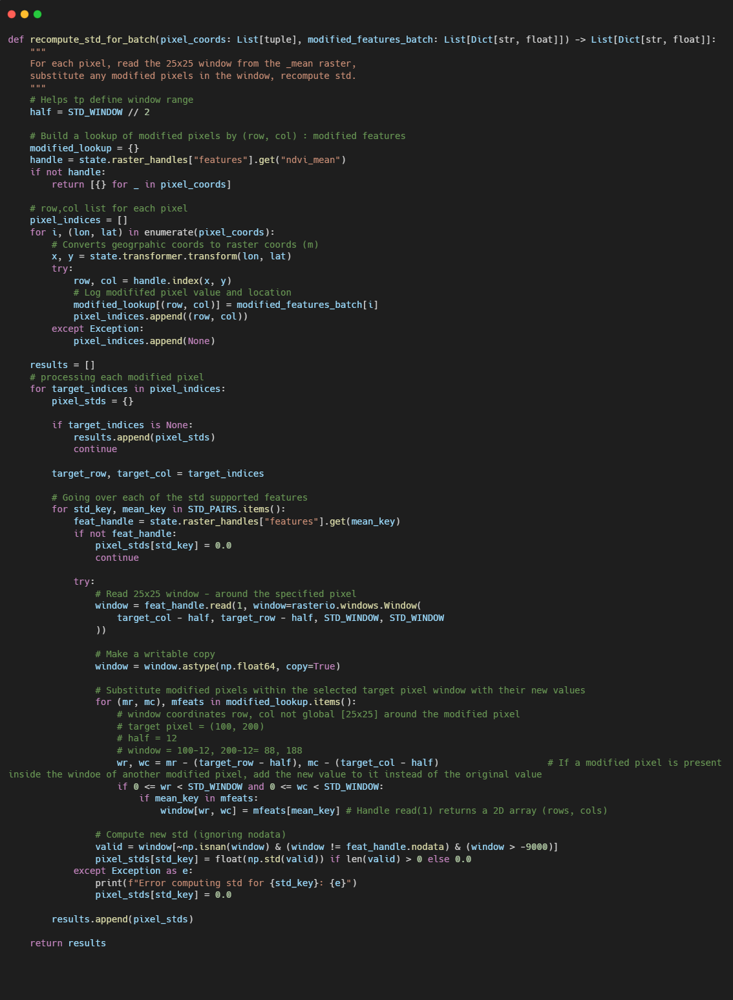 def recompute_std_for_batch(pixel_coords: List[tuple], modified_features_batch: List[Dict[str, float]]) -> List[Dict[str, float]]:
    """
    For each pixel, read the 25x25 window from the _mean raster,
    substitute any modified pixels in the window, recompute std.
    """
    # Helps tp define window range
    half = STD_WINDOW // 2

    # Build a lookup of modified pixels by (row, col) : modified features
    modified_lookup = {}
    handle = state.raster_handles["features"].get("ndvi_mean")
    if not handle:
        return [{} for _ in pixel_coords]

    # row,col list for each pixel
    pixel_indices = []
    for i, (lon, lat) in enumerate(pixel_coords):
        # Converts geogrpahic coords to raster coords (m)
        x, y = state.transformer.transform(lon, lat)
        try:
            row, col = handle.index(x, y)
            # Log modififed pixel value and location
            modified_lookup[(row, col)] = modified_features_batch[i]
            pixel_indices.append((row, col))
        except Exception:
            pixel_indices.append(None)

    results = []
    # processing each modified pixel
    for target_indices in pixel_indices:
        pixel_stds = {}

        if target_indices is None:
            results.append(pixel_stds)
            continue

        target_row, target_col = target_indices

        # Going over each of the std supported features
        for std_key, mean_key in STD_PAIRS.items():
            feat_handle = state.raster_handles["features"].get(mean_key)
            if not feat_handle:
                pixel_stds[std_key] = 0.0
                continue

            try:
                # Read 25x25 window - around the specified pixel
                window = feat_handle.read(1, window=rasterio.windows.Window(
                    target_col - half, target_row - half, STD_WINDOW, STD_WINDOW
                ))

                # Make a writable copy
                window = window.astype(np.float64, copy=True)

                # Substitute modified pixels within the selected target pixel window with their new values
                for (mr, mc), mfeats in modified_lookup.items():
                    # window coordinates row, col not global [25x25] around the modified pixel
                    # target pixel = (100, 200)
                    # half = 12
                    # window = 100-12, 200-12= 88, 188
                    wr, wc = mr - (target_row - half), mc - (target_col - half)                    # If a modified pixel is present
inside the windoe of another modified pixel, add the new value to it instead of the original value
                    if 0 <= wr < STD_WINDOW and 0 <= wc < STD_WINDOW:
                        if mean_key in mfeats:
                            window[wr, wc] = mfeats[mean_key] # Handle read(1) returns a 2D array (rows, cols)

                # Compute new std (ignoring nodata)
                valid = window[~np.isnan(window) & (window != feat_handle.nodata) & (window > -9000)]
                pixel_stds[std_key] = float(np.std(valid)) if len(valid) > 0 else 0.0
            except Exception as e:
                print(f"Error computing std for {std_key}: {e}")
                pixel_stds[std_key] = 0.0

        results.append(pixel_stds)

    return results